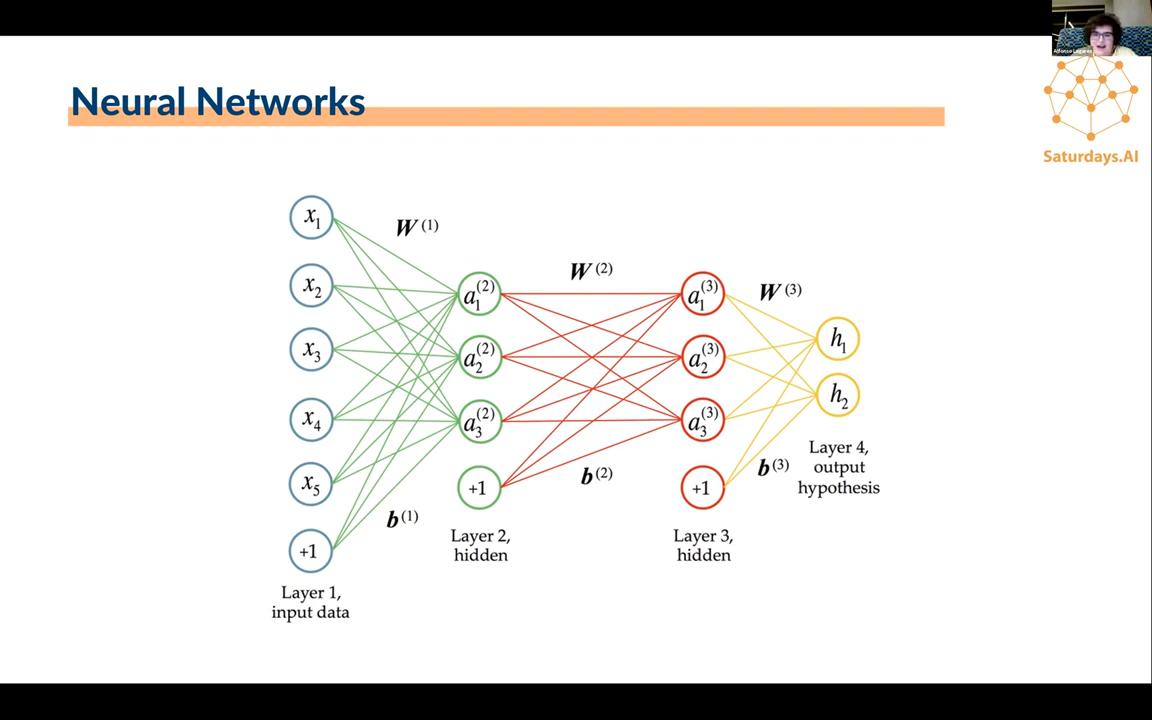 Neural Networks
Alfonso Lagares
Saturdays.AI
x1
x2
x3
x4
x5
+1
Layer 1,
input data
W(1)
b(1)
a1(2)
a2(2)
a3(2)
+1
Layer 2,
hidden
W(2)
b(2)
a1(3)
a2(3)
a3(3)
+1
Layer 3,
hidden
W(3)
b(3)
h1
h2
Layer 4,
output
hypothesis